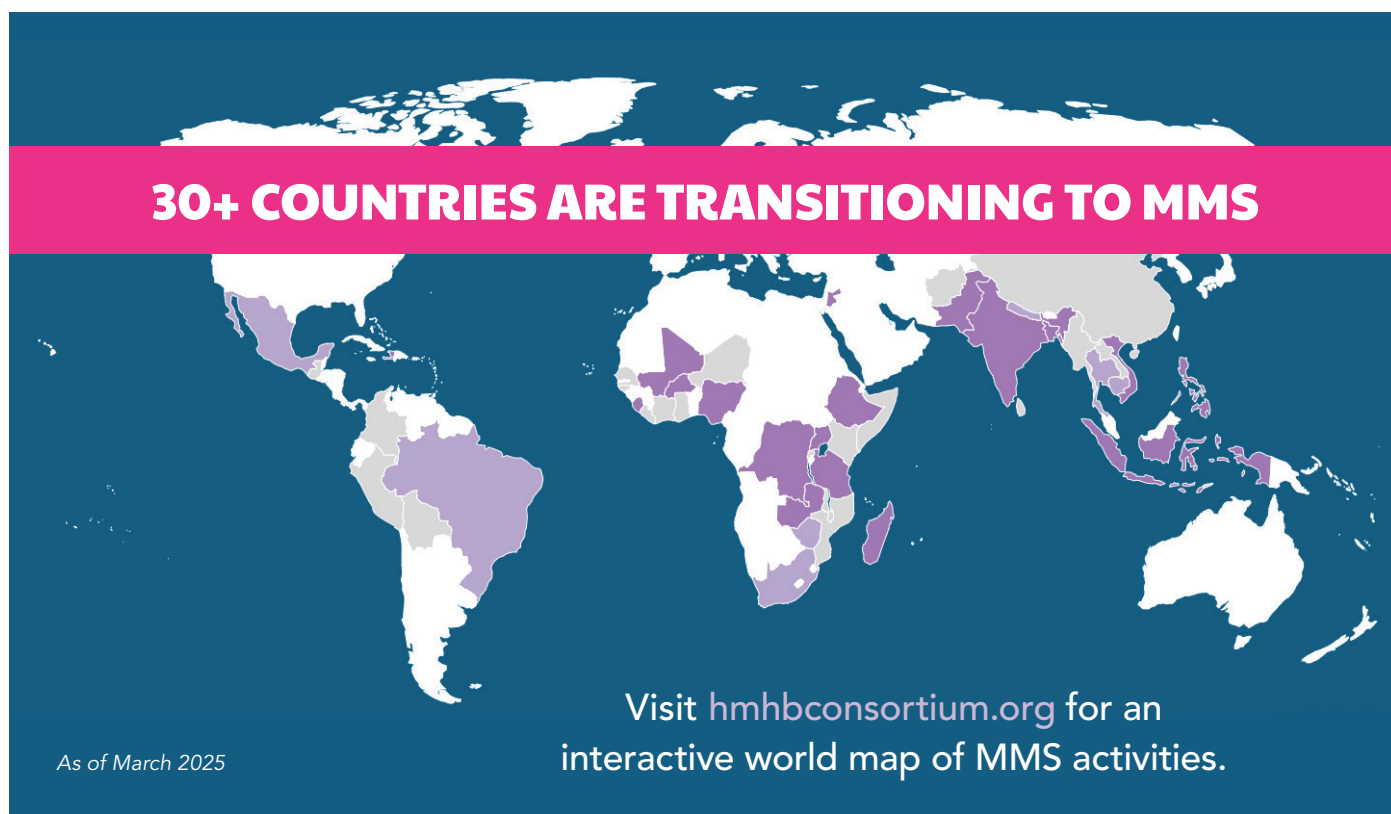 30+ COUNTRIES ARE TRANSITIONING TO MMS
Visit hmhbconsortium.org for an
interactive world map of MMS activities.
As of March 2025